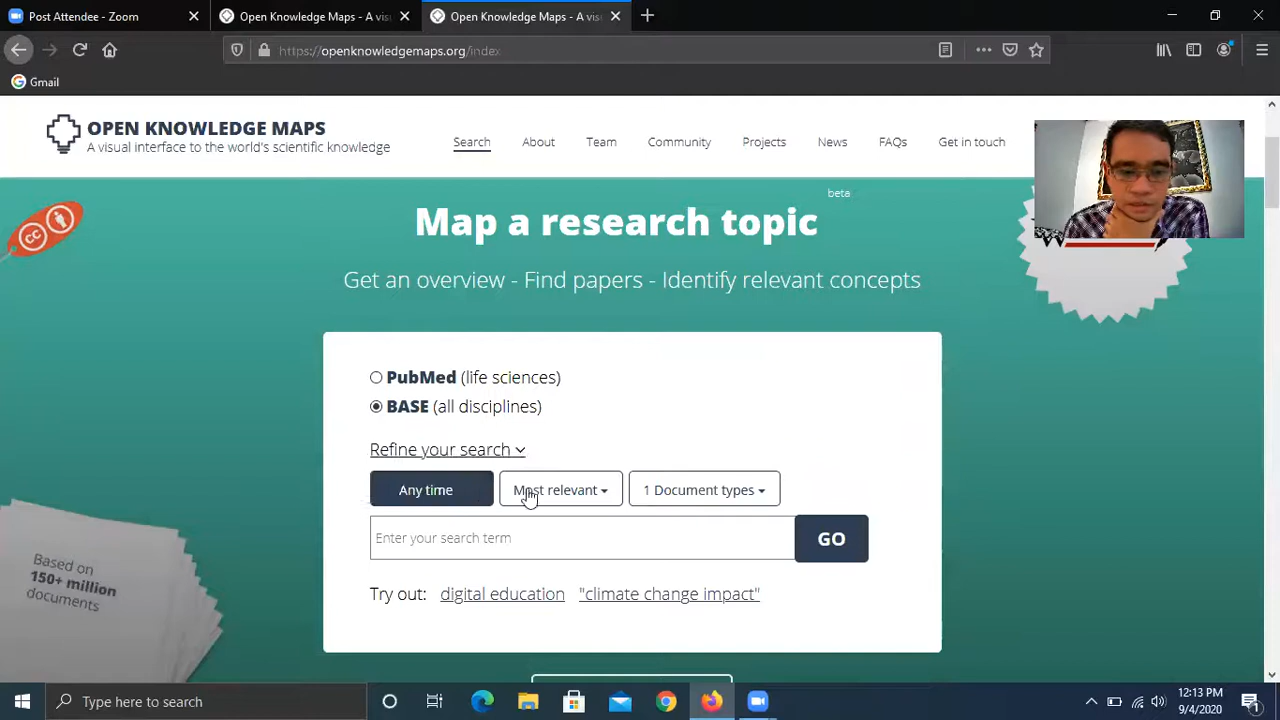 Post Attendee - Zoom
Open Knowledge Maps - A vis
Open Knowledge Maps - A vis
https://openknowledgemaps.org/index
Gmail
OPEN KNOWLEDGE MAPS
A visual interface to the world's scientific knowledge
Search
About
Team
Community
Projects
News
FAQs
Get in touch
beta
Map a research topic
Get an overview - Find papers - Identify relevant concepts
cc
PubMed (life sciences)
BASE (all disciplines)
Refine your search
Any time
Most relevant
1 Document types
Enter your search term
GO
Try out: digital education "climate change impact"
Based on
150+ million
documents
Type here to search
12:13 PM
9/4/2020
1